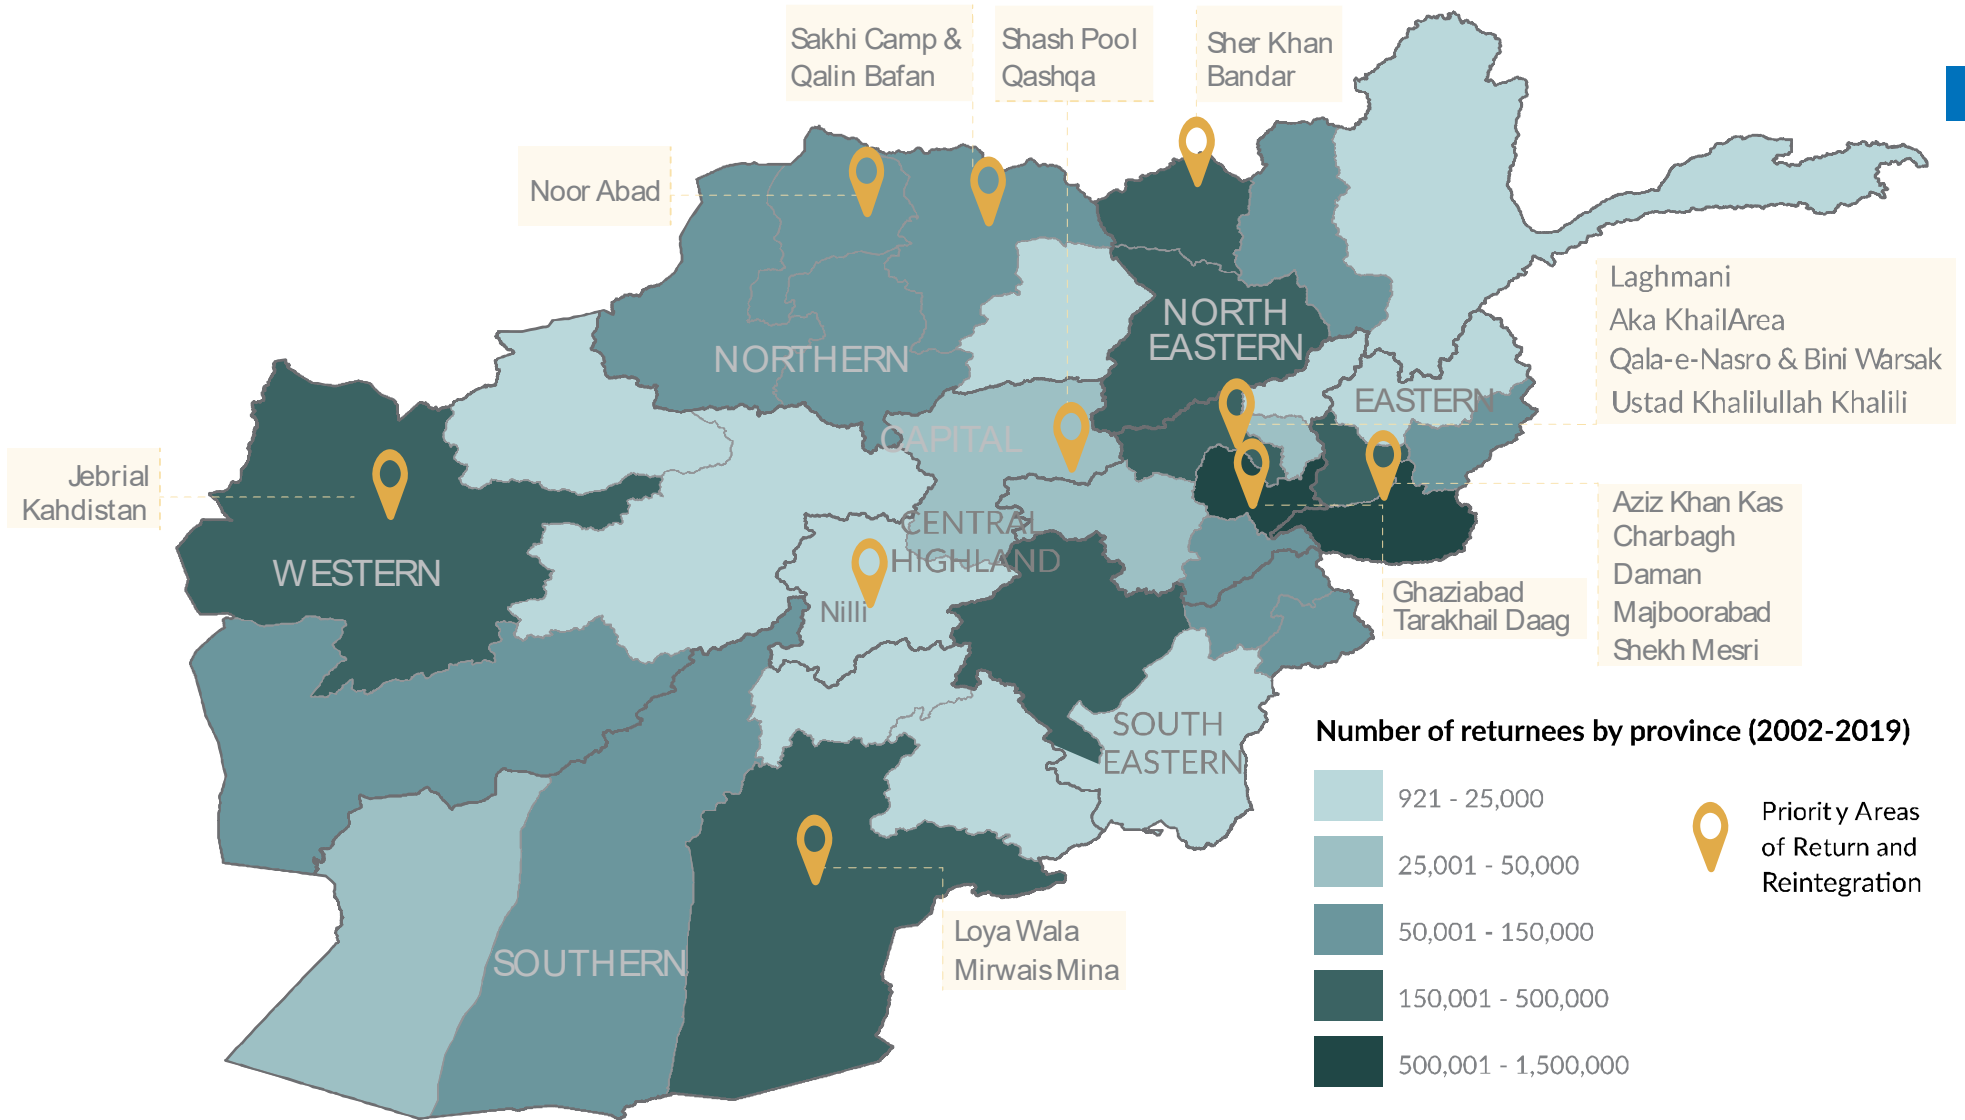 Sakhi Camp &
Qalin Bafan
Shash Pool
Qashqa
Sher Khan
Bandar
Noor Abad
Laghmani
Aka KhailArea
Qala-e-Nasro & Bini Warsak
Ustad Khalilullah Khalili
NORTH
EASTERN
NORTHERN
EASTERN
CAPITAL
Jebrial
Kahdistan
Aziz Khan Kas
Charbagh
Daman
Majboorabad
Shekh Mesri
CENTRAL
HIGHLAND
WESTERN
Nilli
Ghaziabad
Tarakhail Daag
SOUTH
EASTERN
Number of returnees by province (2002-2019)
921 - 25,000
25,001 - 50,000
50,001 - 150,000
150,001 - 500,000
500,001 - 1,500,000
Priority Areas
of Return and
Reintegration
SOUTHERN
Loya Wala
Mirwais Mina